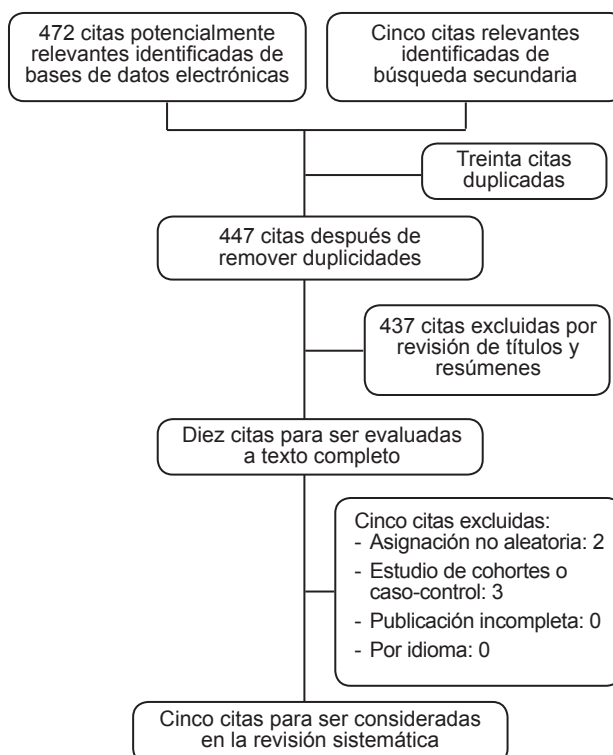 472 citas potencialmente
relevantes identificadas de
bases de datos electrónicas
Cinco citas relevantes
identificadas de
búsqueda secundaria
Treinta citas
duplicadas
447 citas después de
remover duplicidades
437 citas excluidas por
revisión de títulos y
resúmenes
Diez citas para ser evaluadas
a texto completo
Cinco citas excluidas:
- Asignación no aleatoria: 2
- Estudio de cohortes o
caso-control: 3
- Publicación incompleta: 0
- Por idioma: 0
Cinco citas para ser consideradas
en la revisión sistemática